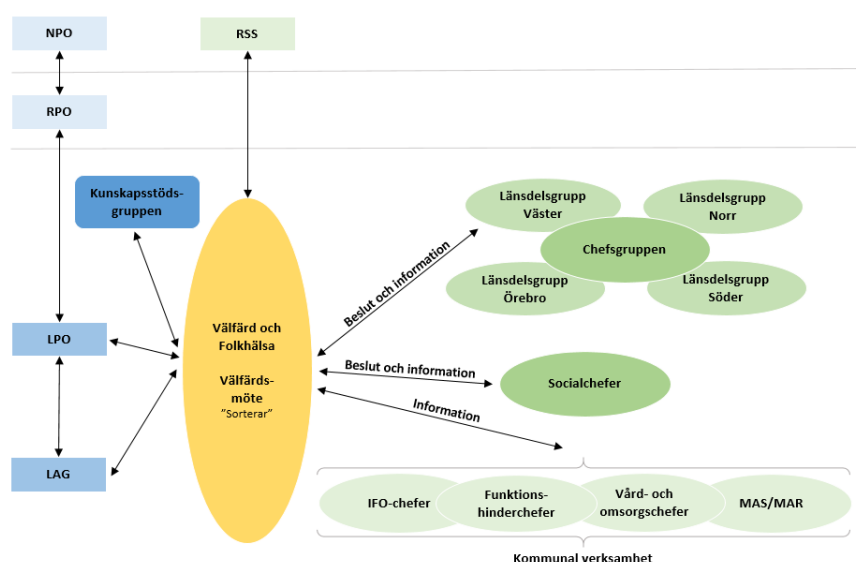 NPO
RSS
RPO
Kunskapsstöds-
gruppen
Länsdelsgrupp
Väster
Länsdelsgrupp
Norr
Chefsgruppen
Länsdelsgrupp
Örebro
Länsdelsgrupp
Söder
Beslut och information
LPO
Välfärd och
Folkhälsa
Välfärds-
möte
"Sorterar"
Beslut och information
Socialchefer
Information
LAG
IFO-chefer
Funktions-
hinderchefer
Vård- och
omsorgschefer
MAS/MAR
Kommunal verksamhet